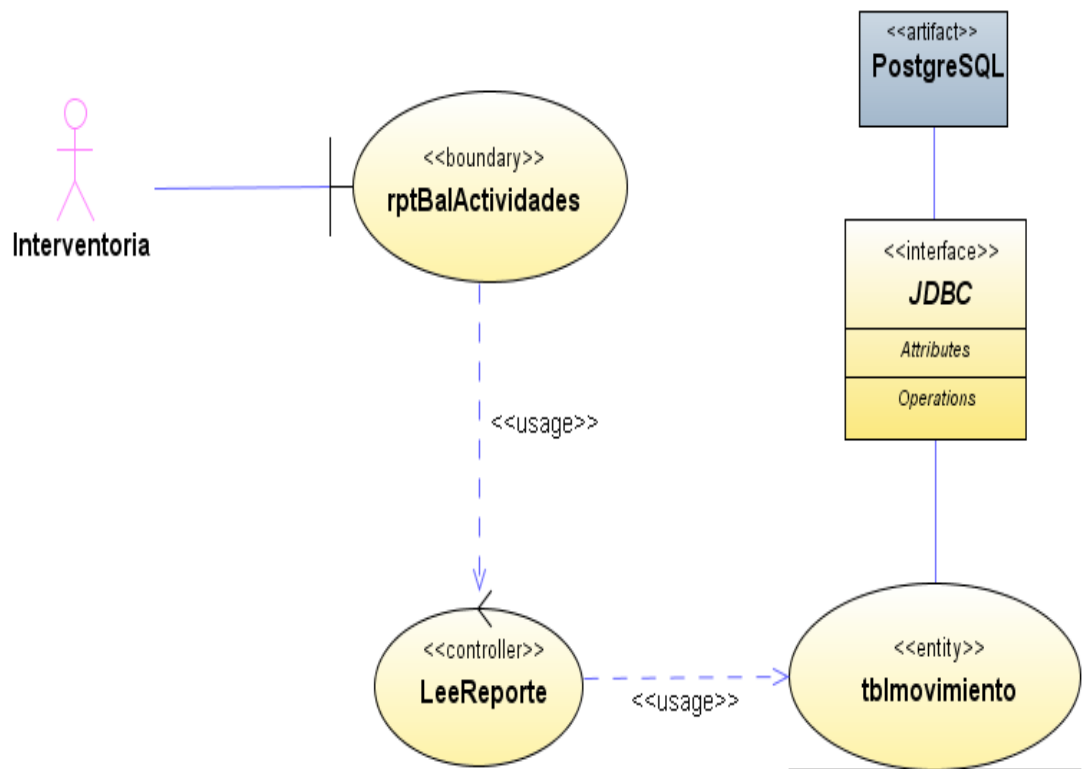 <<artifact>>
PostgreSQL
<<boundary>>
rptBalActividades
Interventoria
<<interface>>
JDBC
Attributes
Operations
<<usage>>
<<controller>>
LeeReporte
<<usage>>
<<entity>>
tblmovimiento